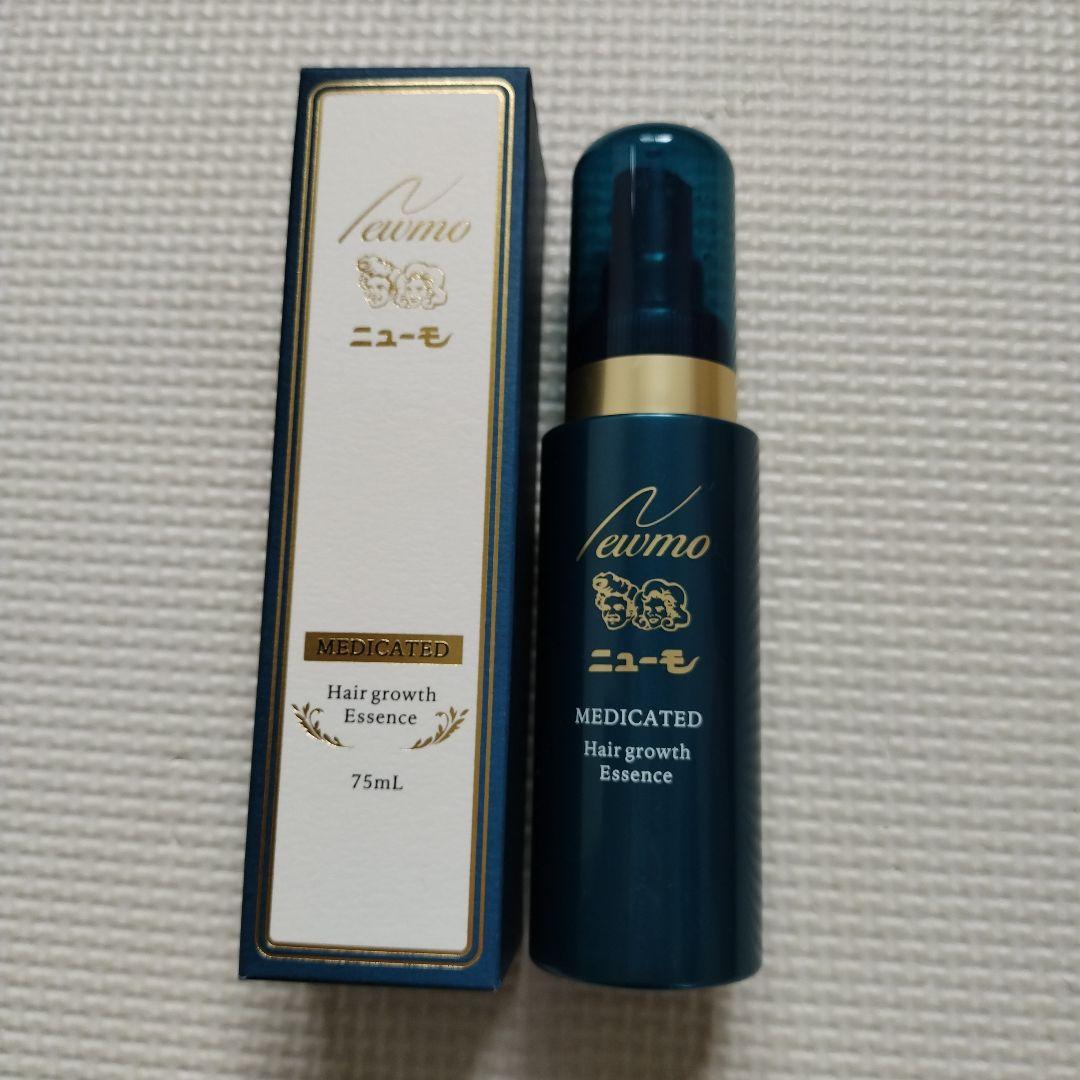 Newmo
ニューモ
MEDICATED
Hair growth
Essence
75mL
Newmo
ニューモ
MEDICATED
Hair growth
Essence